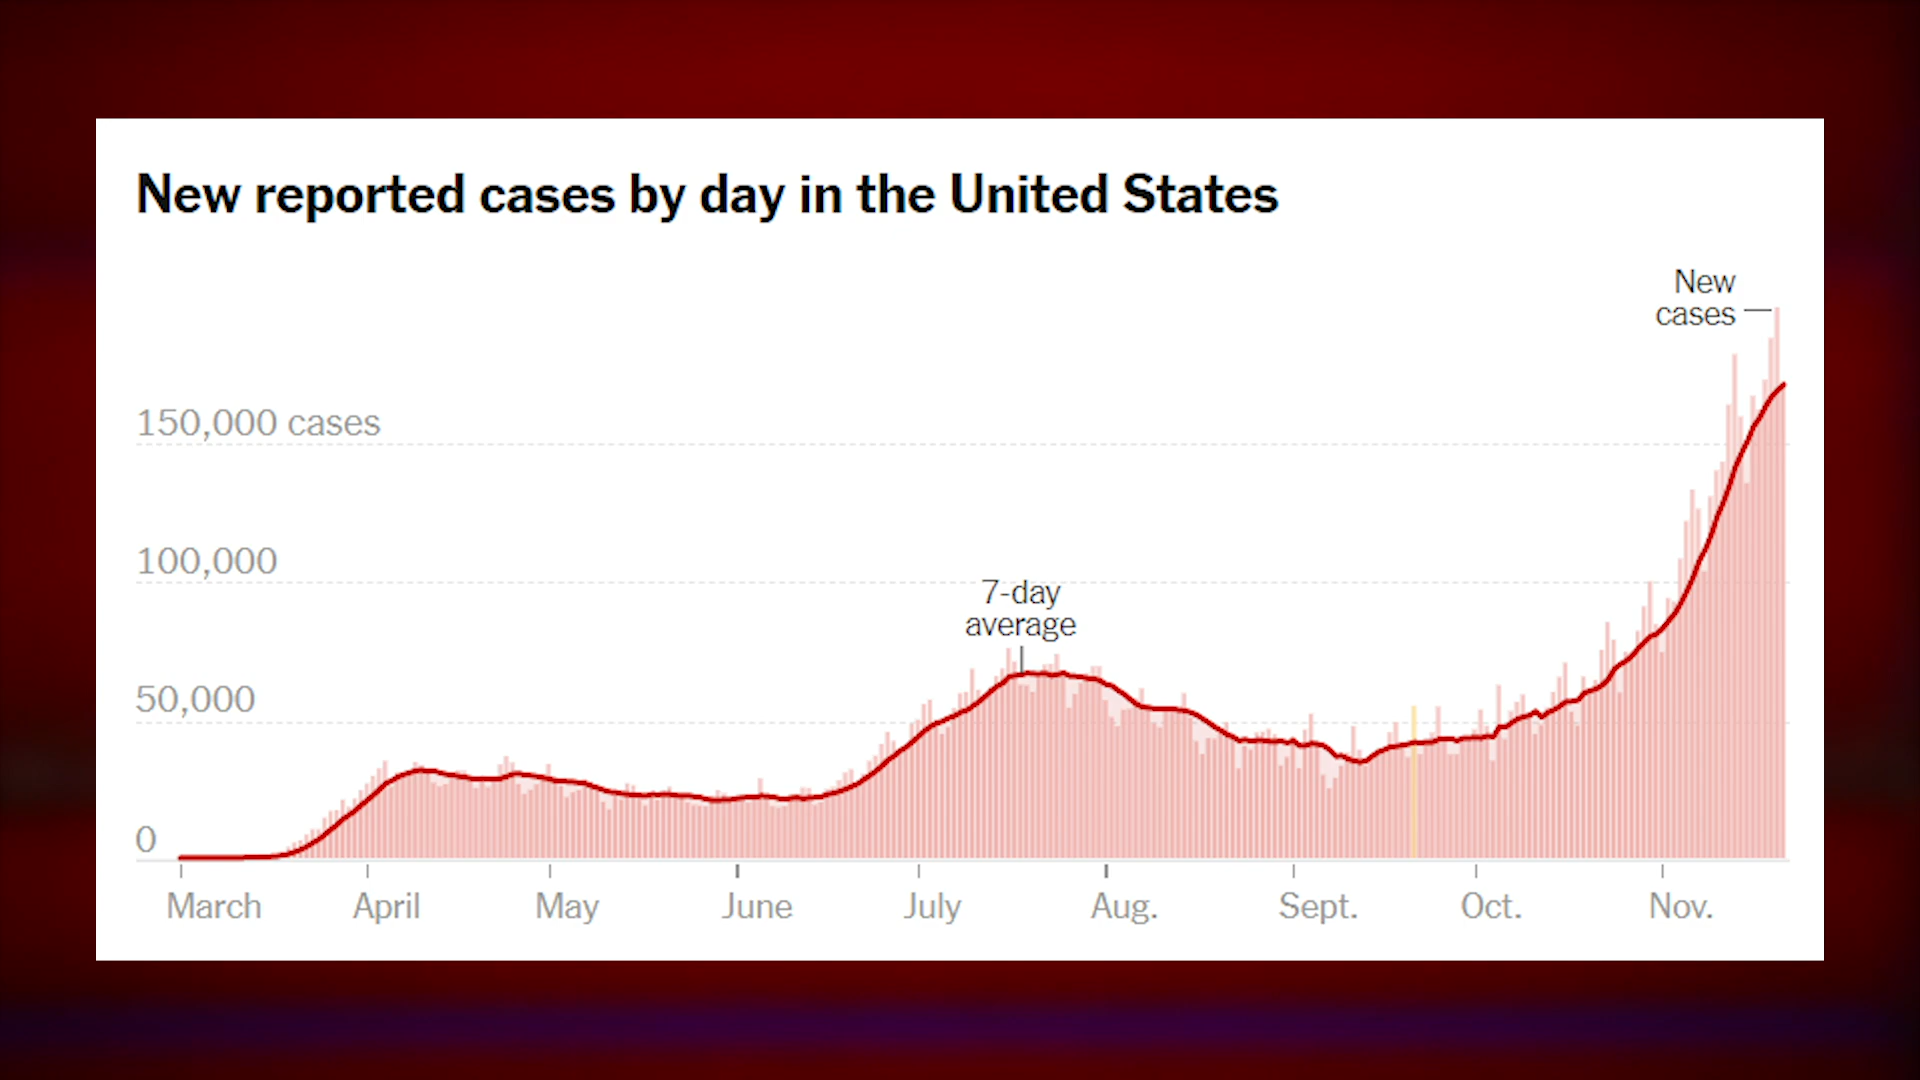 New reported cases by day in the United States
New
cases
150,000 cases
100,000
7-day
average
50,000
0
March April May June July Aug. Sept. Oct. Nov.